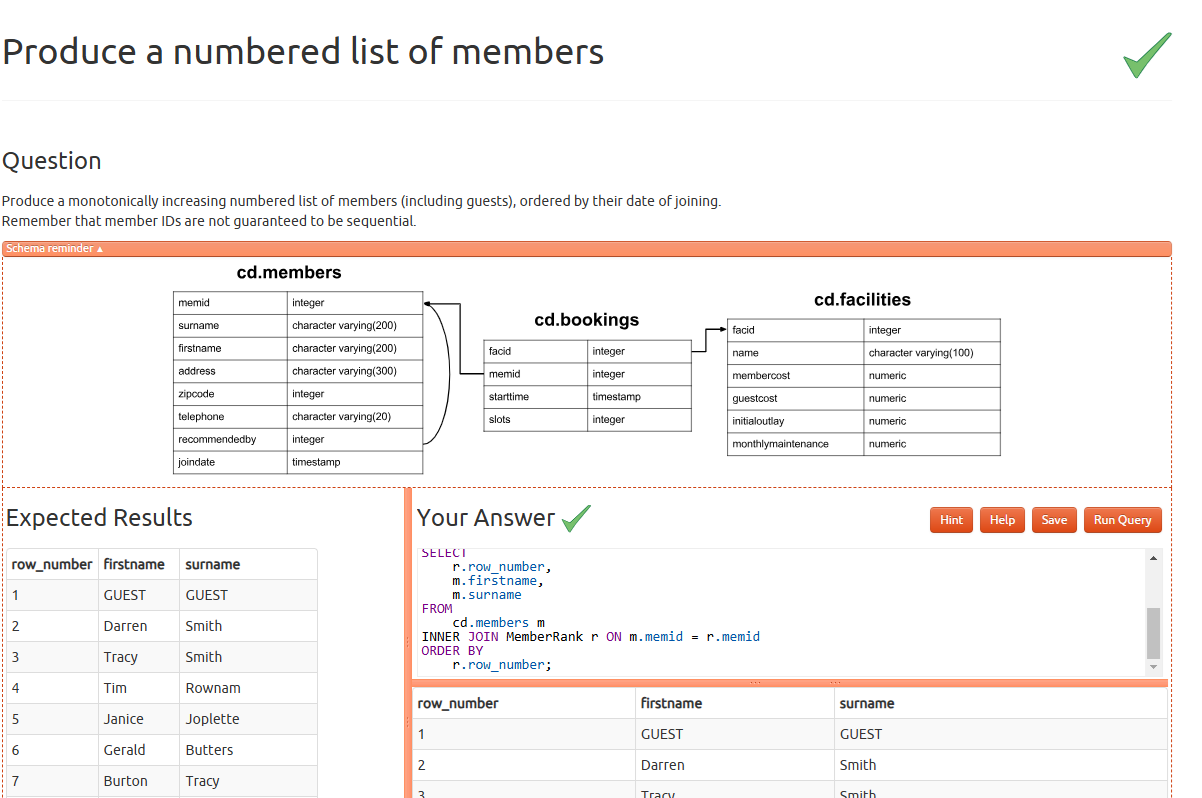 Produce a numbered list of members
Question
Produce a monotonically increasing numbered list of members (including guests), ordered by their date of joining.
Remember that member IDs are not guaranteed to be sequential.
Schema reminder ▴
cd.members
memid integer
surname character varying(200)
firstname character varying(200)
address character varying(300)
zipcode integer
telephone character varying(20)
recommendedby integer
joindate timestamp
cd.bookings
facid integer
memid integer
starttime timestamp
slots integer
cd.facilities
facid integer
name character varying(100)
membercost numeric
guestcost numeric
initialoutlay numeric
monthlymaintenance numeric
Expected Results
row_number firstname surname
1 GUEST GUEST
2 Darren Smith
3 Tracy Smith
4 Tim Rownam
5 Janice Joplette
6 Gerald Butters
7 Burton Tracy
Your Answer
Hint Help Save Run Query
SELECT
r.row_number,
m.firstname,
m.surname
FROM
cd.members m
INNER JOIN MemberRank r ON m.memid = r.memid
ORDER BY
r.row_number;
row_number firstname surname
1 GUEST GUEST
2 Darren Smith
3 Tracy Smith